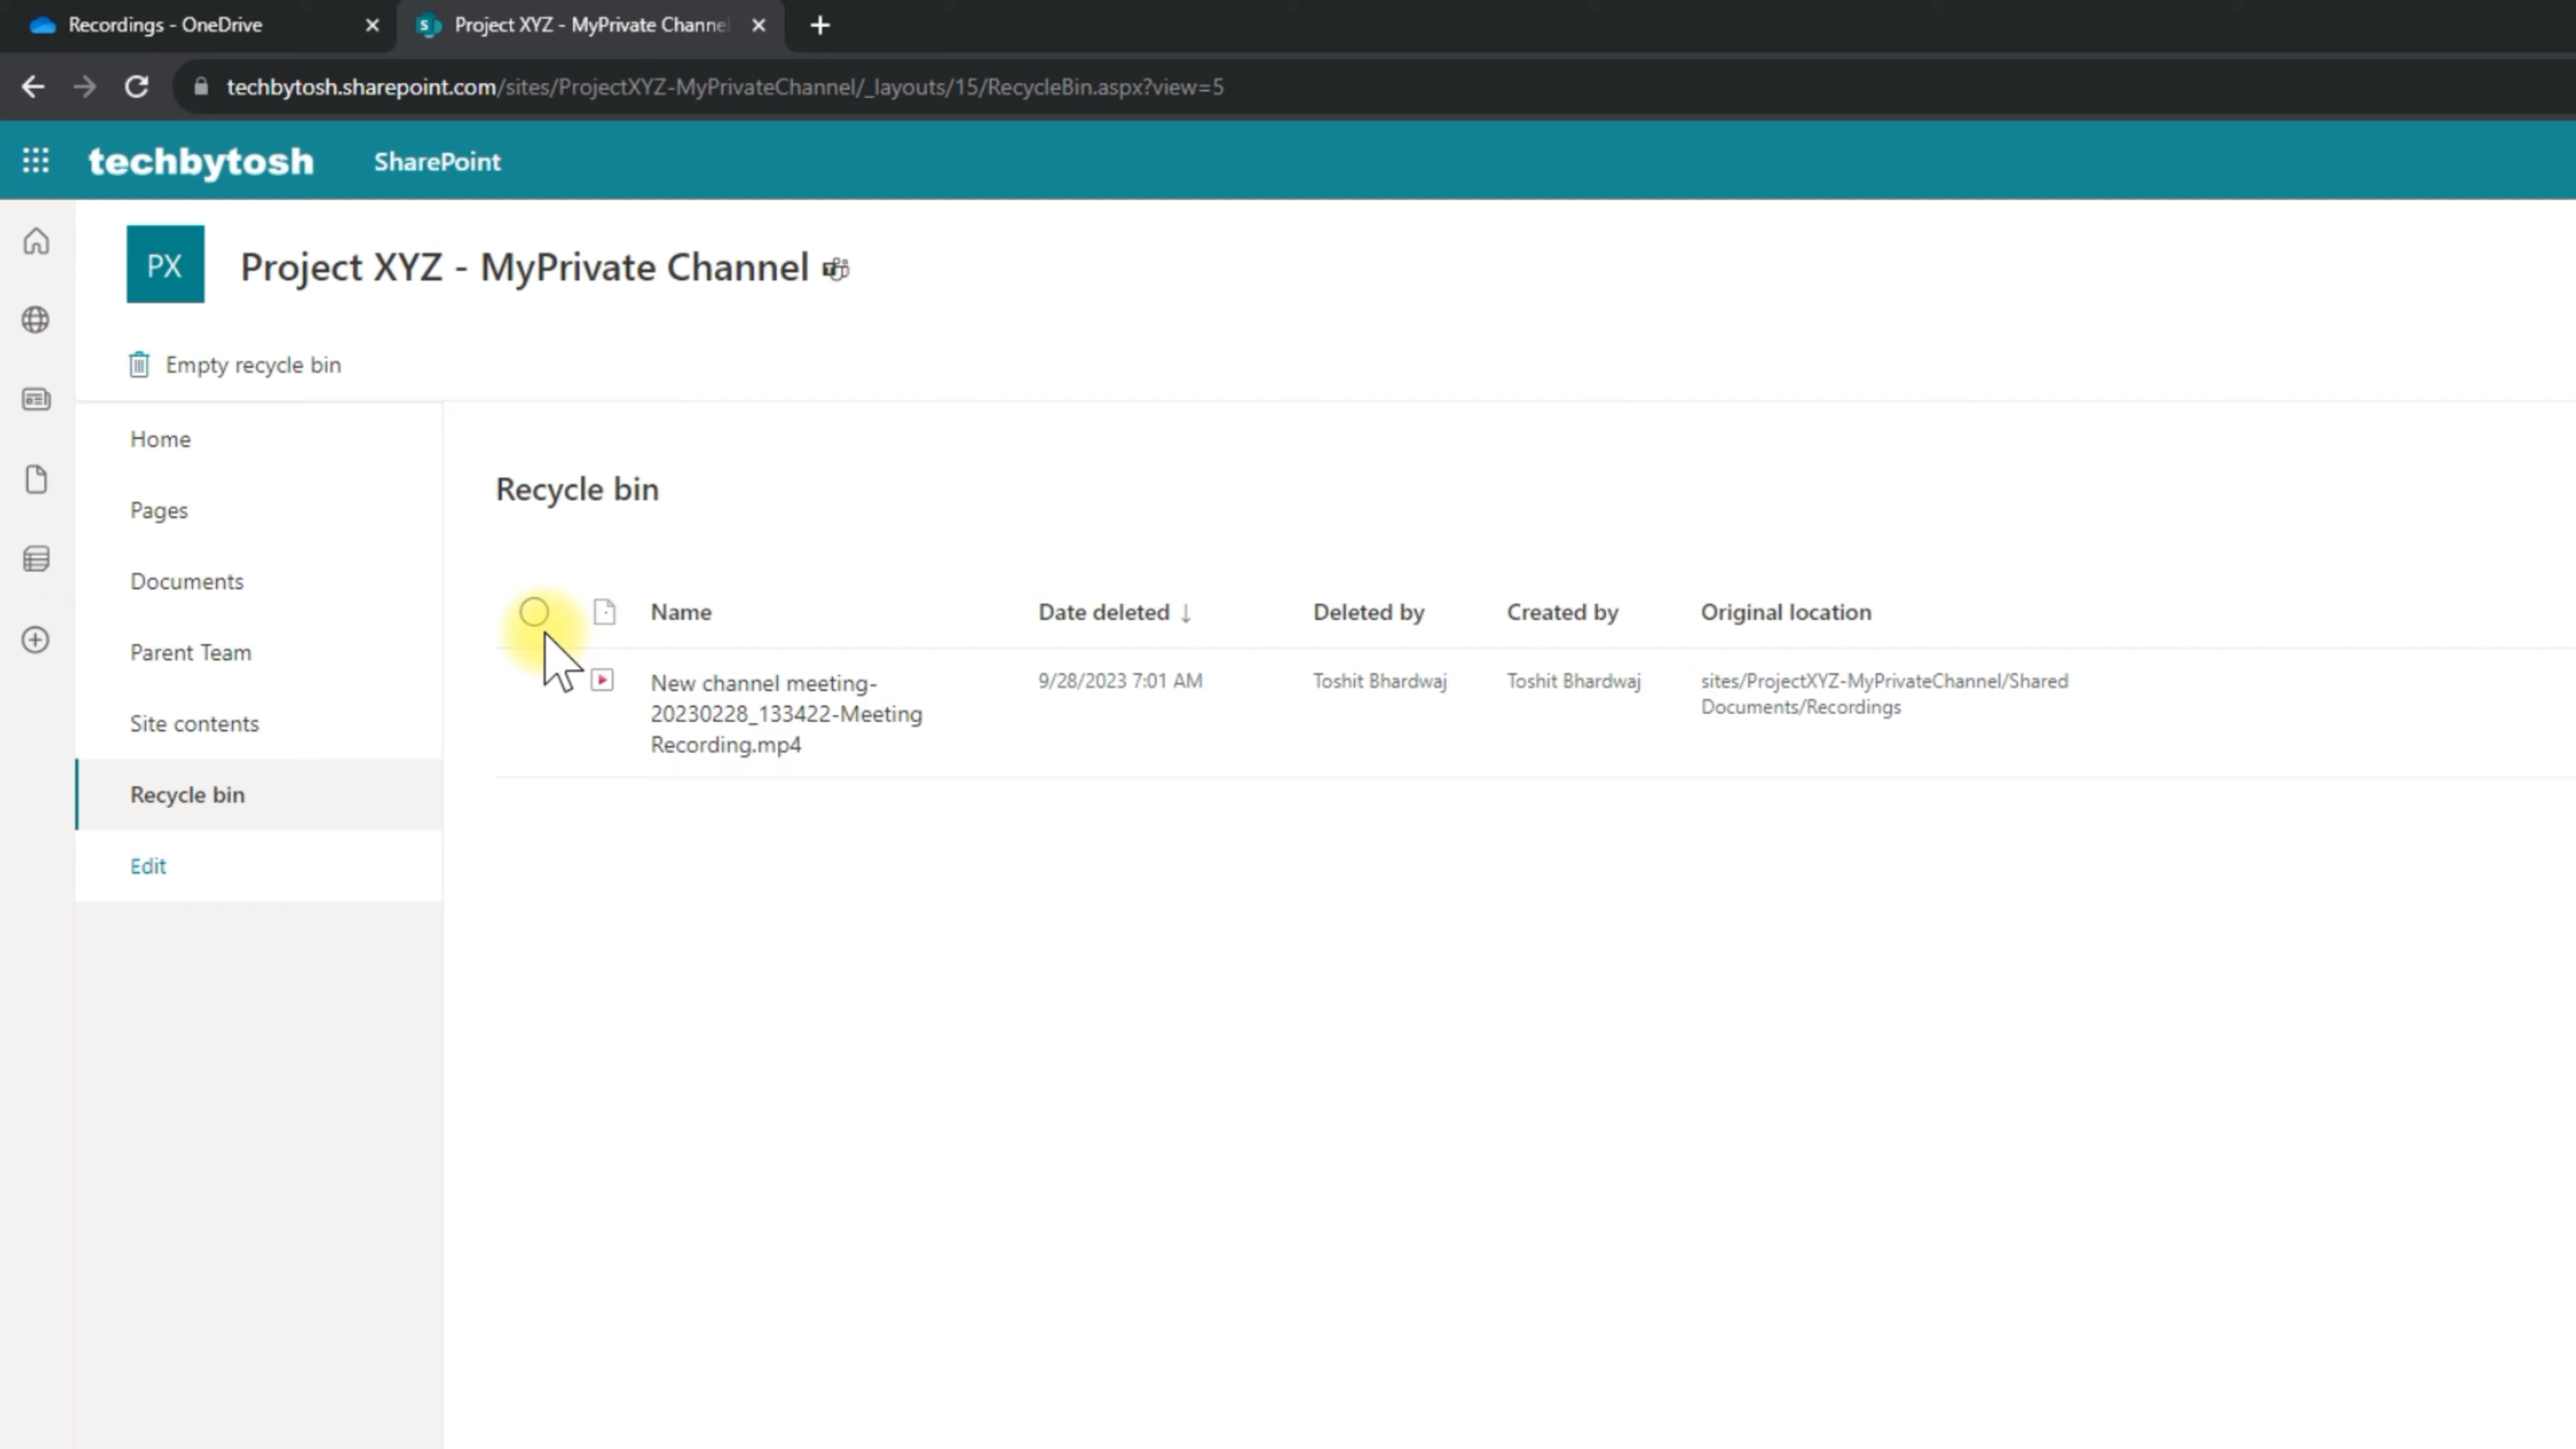 Recordings - OneDrive
Project XYZ - MyPrivate Channe
techbytosh.sharepoint.com/sites/ProjectXYZ-MyPrivateChannel/_layouts/15/RecycleBin.aspx?view=5
techbytosh SharePoint
PX Project XYZ - MyPrivate Channel
Empty recycle bin
Home
Pages
Documents
Parent Team
Site contents
Recycle bin
Edit
Recycle bin
Name Date deleted ↓ Deleted by Created by Original location
New channel meeting-
20230228_133422-Meeting
Recording.mp4
9/28/2023 7:01 AM
Toshit Bhardwaj
Toshit Bhardwaj
sites/ProjectXYZ-MyPrivateChannel/Shared
Documents/Recordings